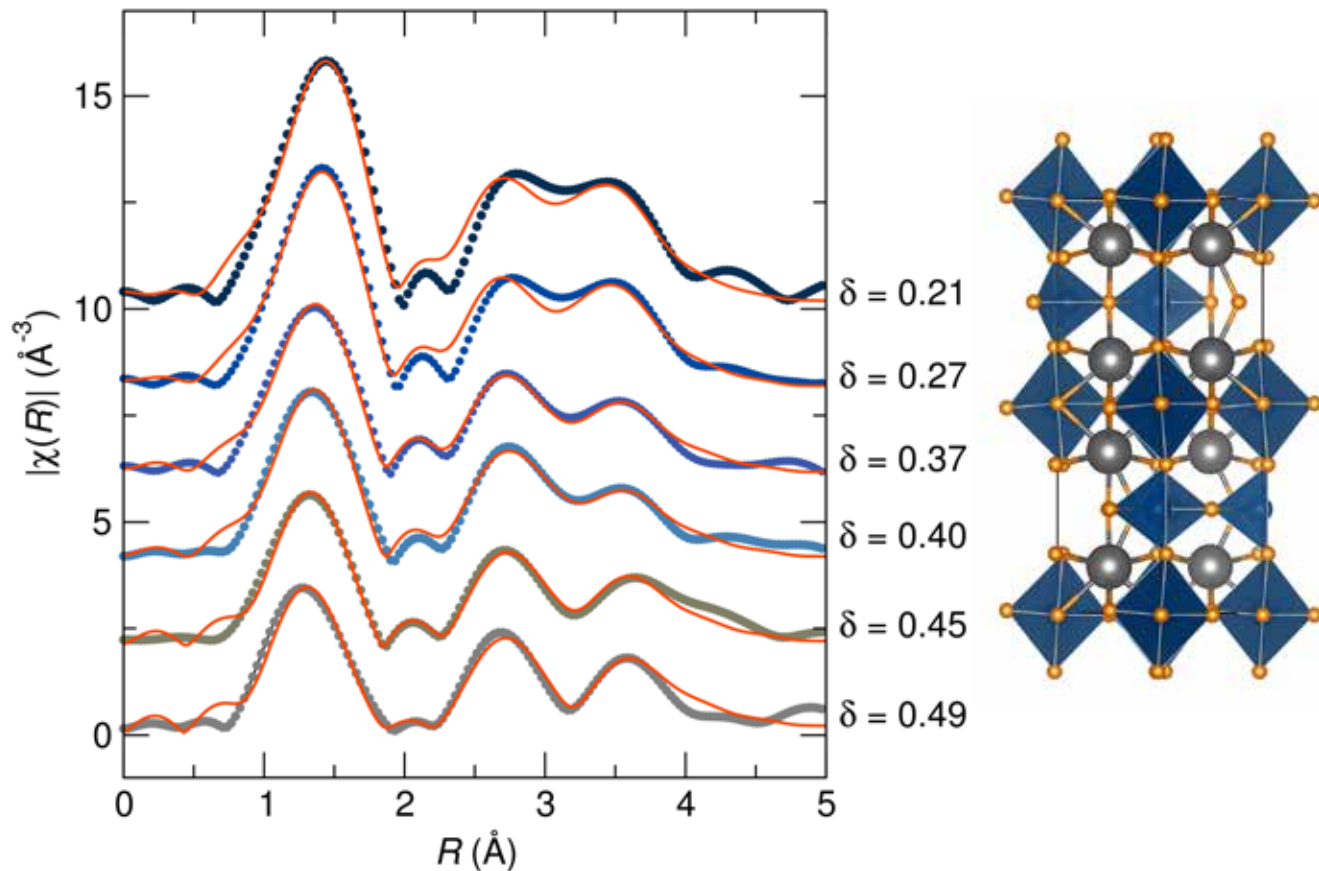 |χ(R)| (Å⁻³)
15
10
5
0
δ = 0.21
δ = 0.27
δ = 0.37
δ = 0.40
δ = 0.45
δ = 0.49
0 1 2 3 4 5
R (Å)